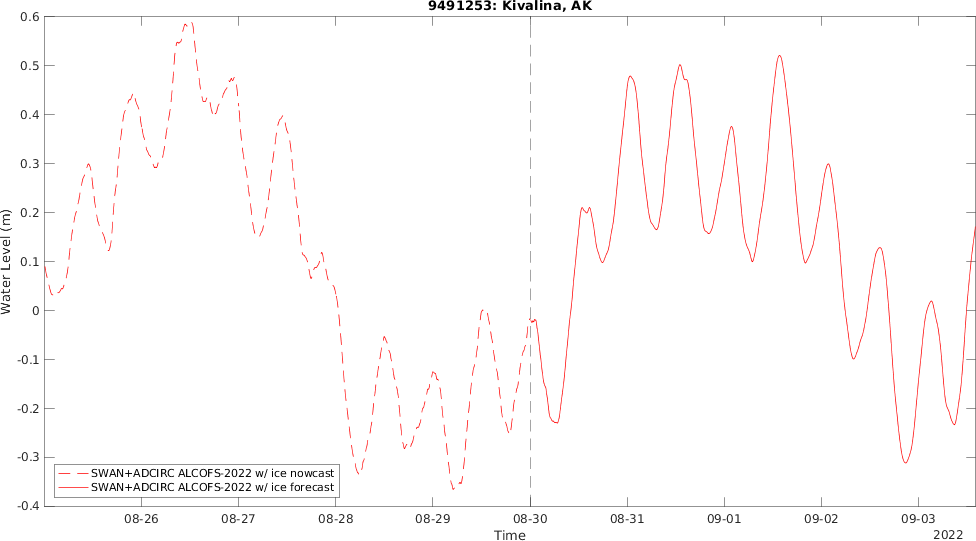 9491253: Kivalina, AK
0.6
0.5
0.4
0.3
0.2
0.1
0
-0.1
-0.2
-0.3
-0.4
Water Level (m)
SWAN+ADCIRC ALCOFS-2022 w/ ice nowcast
SWAN+ADCIRC ALCOFS-2022 w/ ice forecast
08-26 08-27 08-28 08-29 08-30 08-31 09-01 09-02 09-03
Time
2022